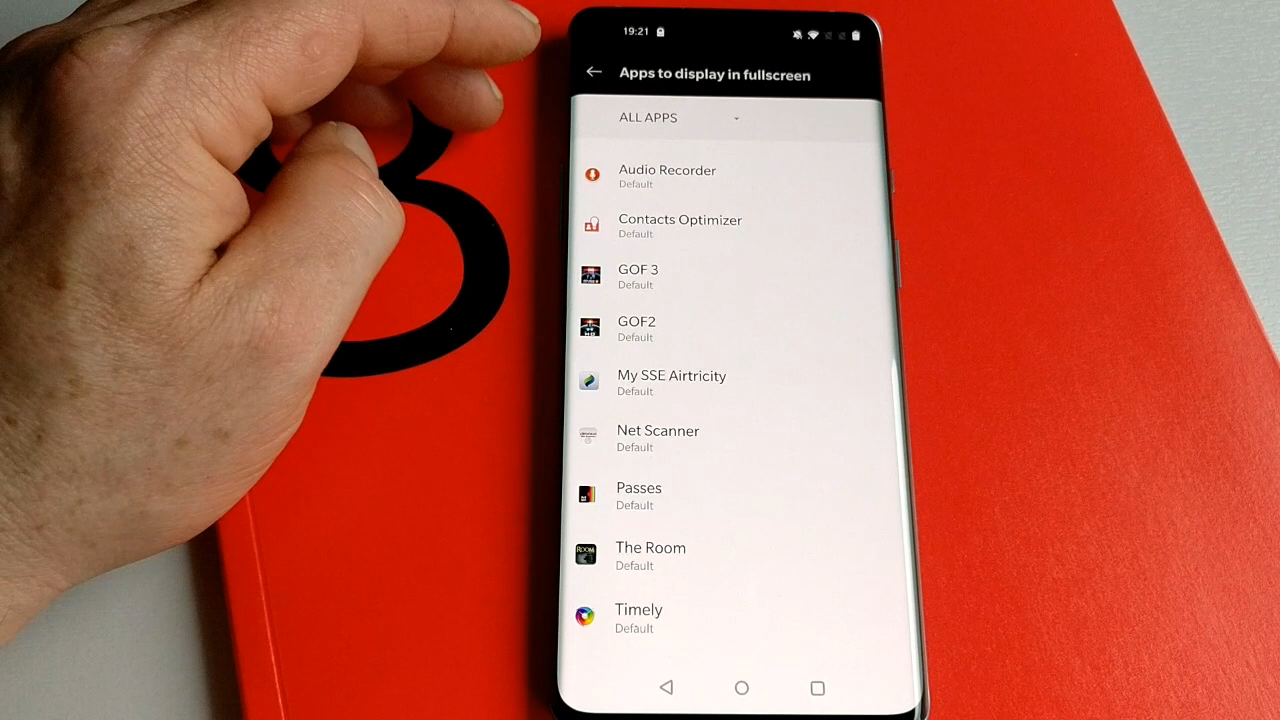 19:21
Apps to display in fullscreen
ALL APPS
Audio Recorder
Default
Contacts Optimizer
Default
GOF 3
Default
GOF2
Default
My SSE Airtricity
Default
Net Scanner
Default
Passes
Default
The Room
Default
Timely
Default
8